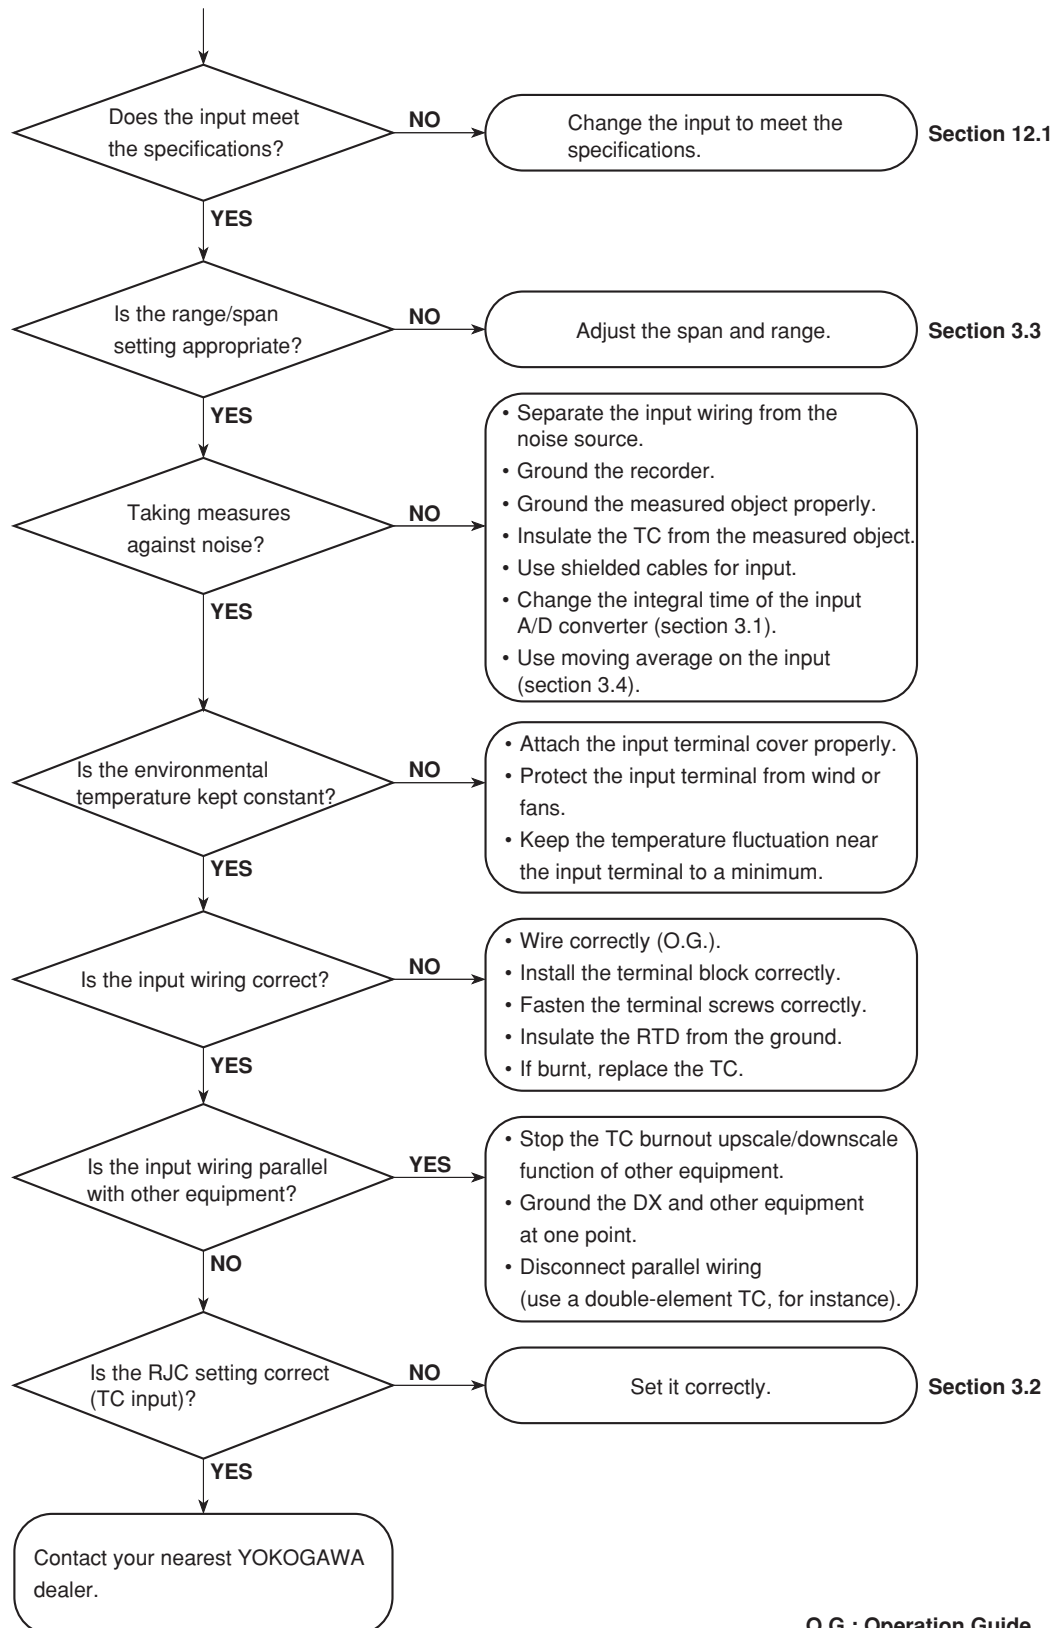 Does the input meet
the specifications?
NO
Change the input to meet the
specifications.
Section 12.1
YES
Is the range/span
setting appropriate?
NO
Adjust the span and range.
Section 3.3
YES
Taking measures
against noise?
NO
• Separate the input wiring from the
noise source.
• Ground the recorder.
• Ground the measured object properly.
• Insulate the TC from the measured object.
• Use shielded cables for input.
• Change the integral time of the input
A/D converter (section 3.1).
• Use moving average on the input
(section 3.4).
YES
Is the environmental
temperature kept constant?
NO
• Attach the input terminal cover properly.
• Protect the input terminal from wind or
fans.
• Keep the temperature fluctuation near
the input terminal to a minimum.
YES
Is the input wiring correct?
NO
• Wire correctly (O.G.).
• Install the terminal block correctly.
• Fasten the terminal screws correctly.
• Insulate the RTD from the ground.
• If burnt, replace the TC.
YES
Is the input wiring parallel
with other equipment?
YES
• Stop the TC burnout upscale/downscale
function of other equipment.
• Ground the DX and other equipment
at one point.
• Disconnect parallel wiring
(use a double-element TC, for instance).
NO
Is the RJC setting correct
(TC input)?
NO
Set it correctly.
Section 3.2
YES
Contact your nearest YOKOGAWA
dealer.
O.G.: Operation Guide